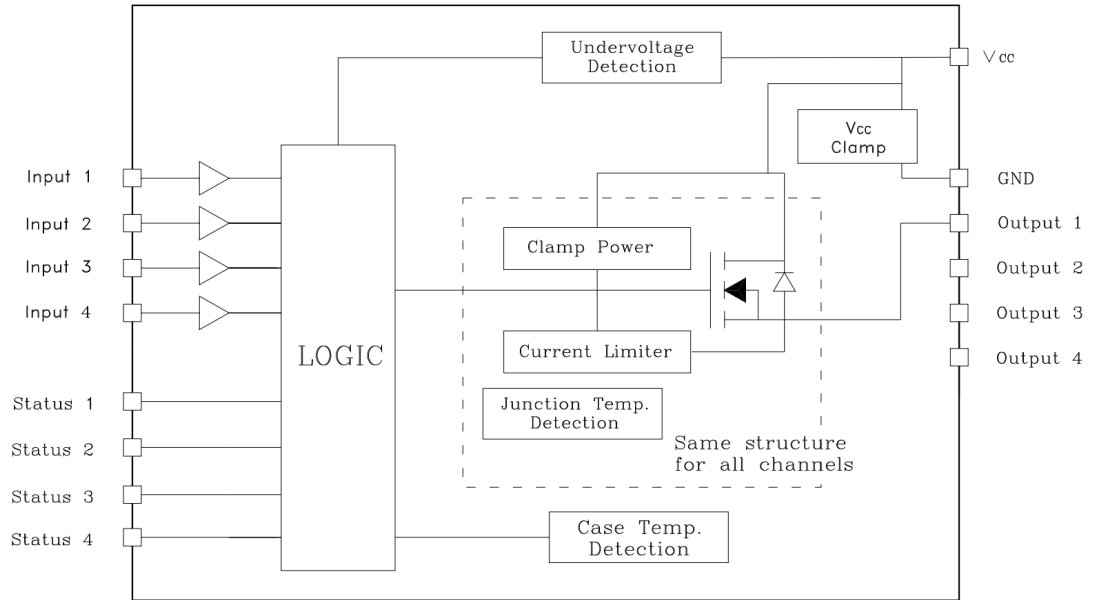 Undervoltage
Detection
Vcc
Vcc
Clamp
Input 1
GND
Input 2
Output 1
Clamp Power
Input 3
Output 2
Input 4
Output 3
LOGIC
Current Limiter
Output 4
Status 1
Junction Temp.
Detection
Status 2
Same structure
for all channels
Status 3
Status 4
Case Temp.
Detection